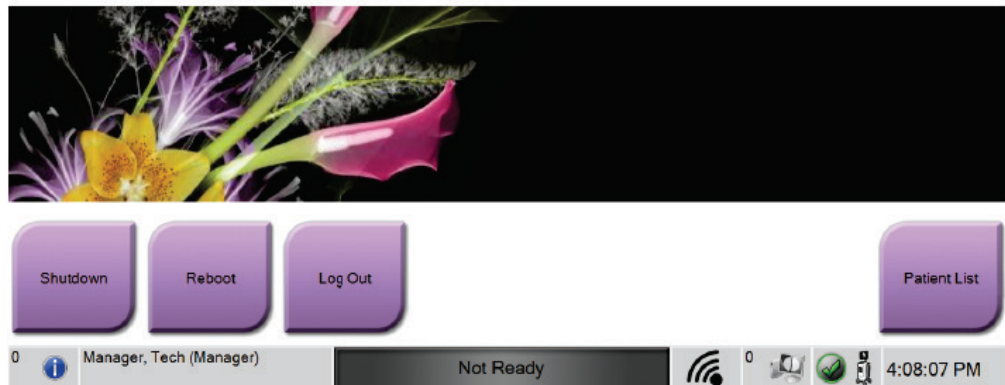 Shutdown
Reboot
Log Out
Patient List
0
Manager, Tech (Manager)
Not Ready
0
4:08:07 PM